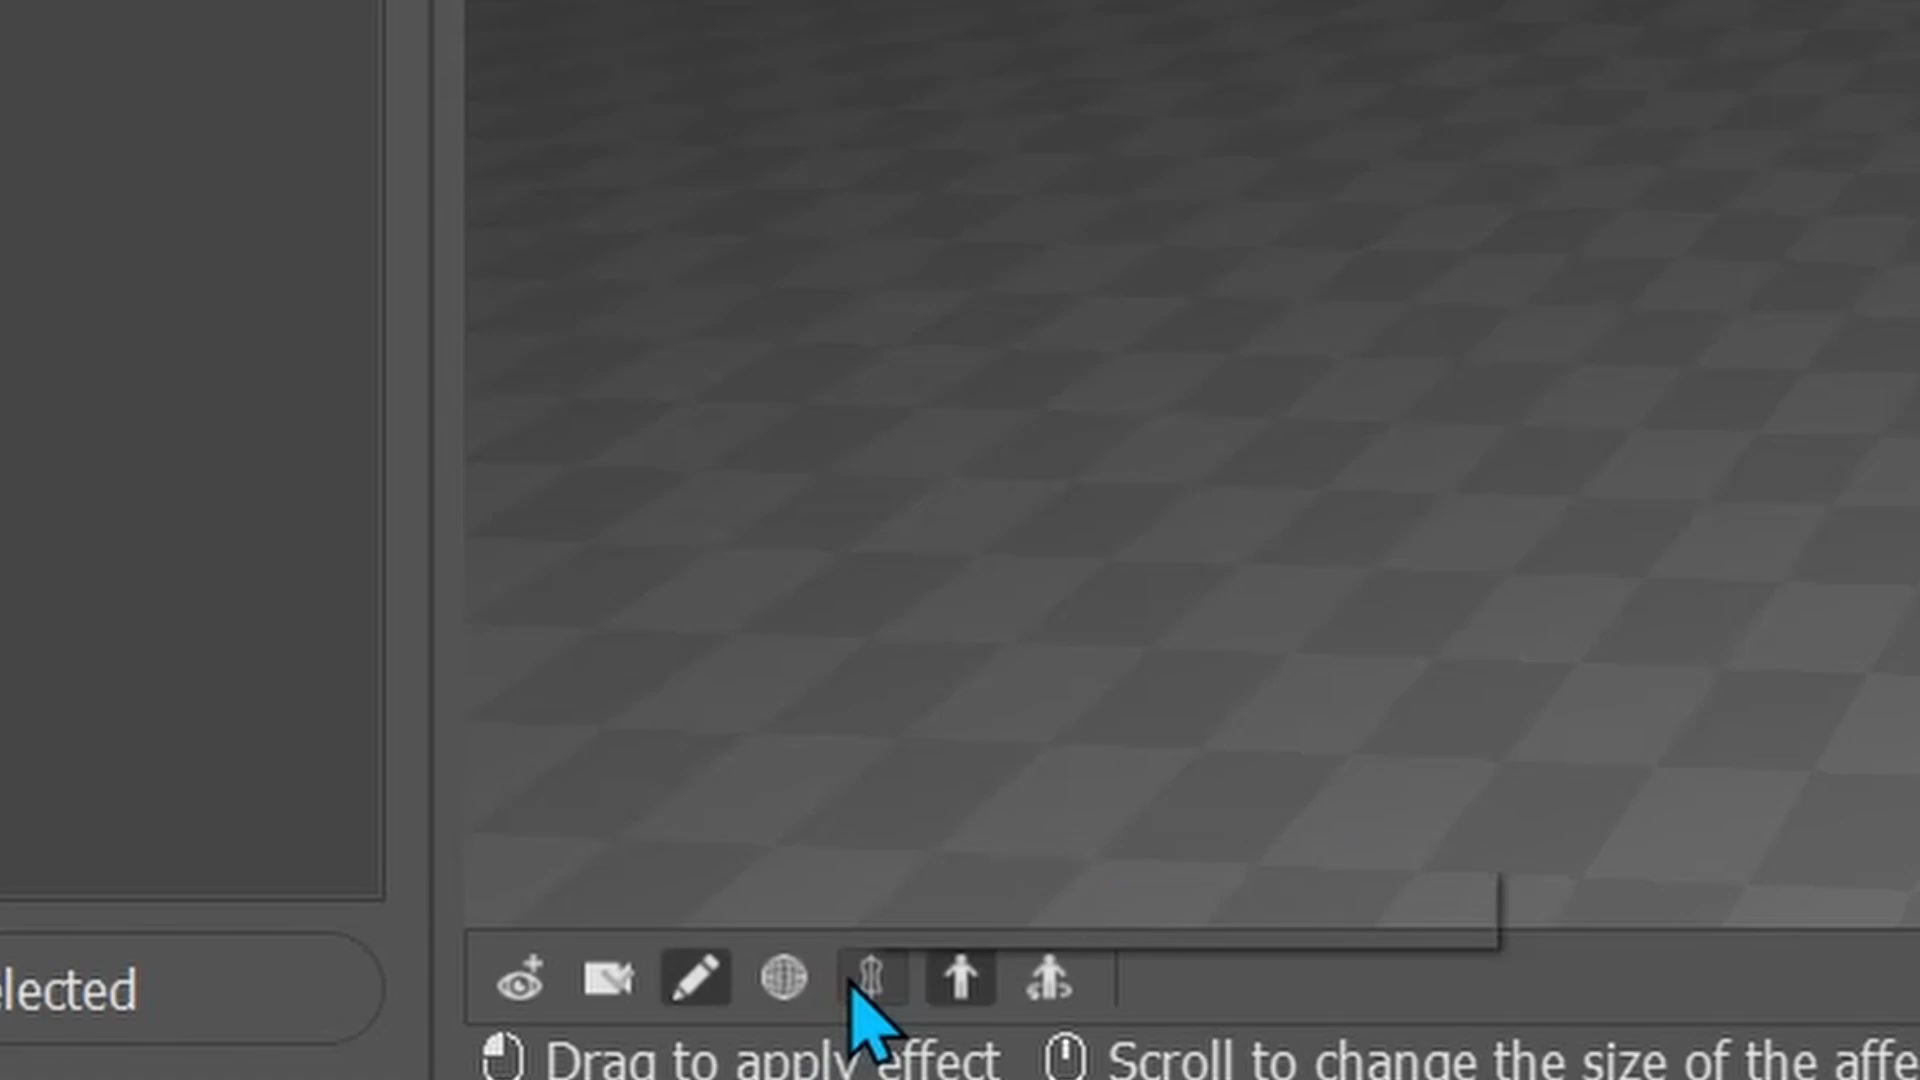 elected
Drag to apply effect
Scroll to change the size of the affe